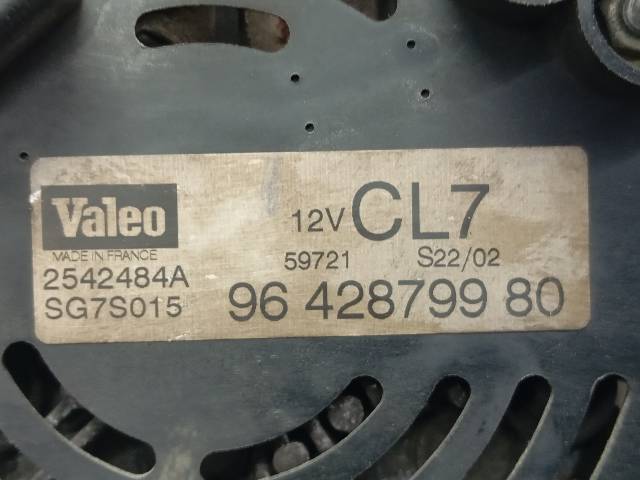 Valeo
MADE IN FRANCE
2542484A
SG7S015
12V CL7
59721 S22/02
96 428799 80